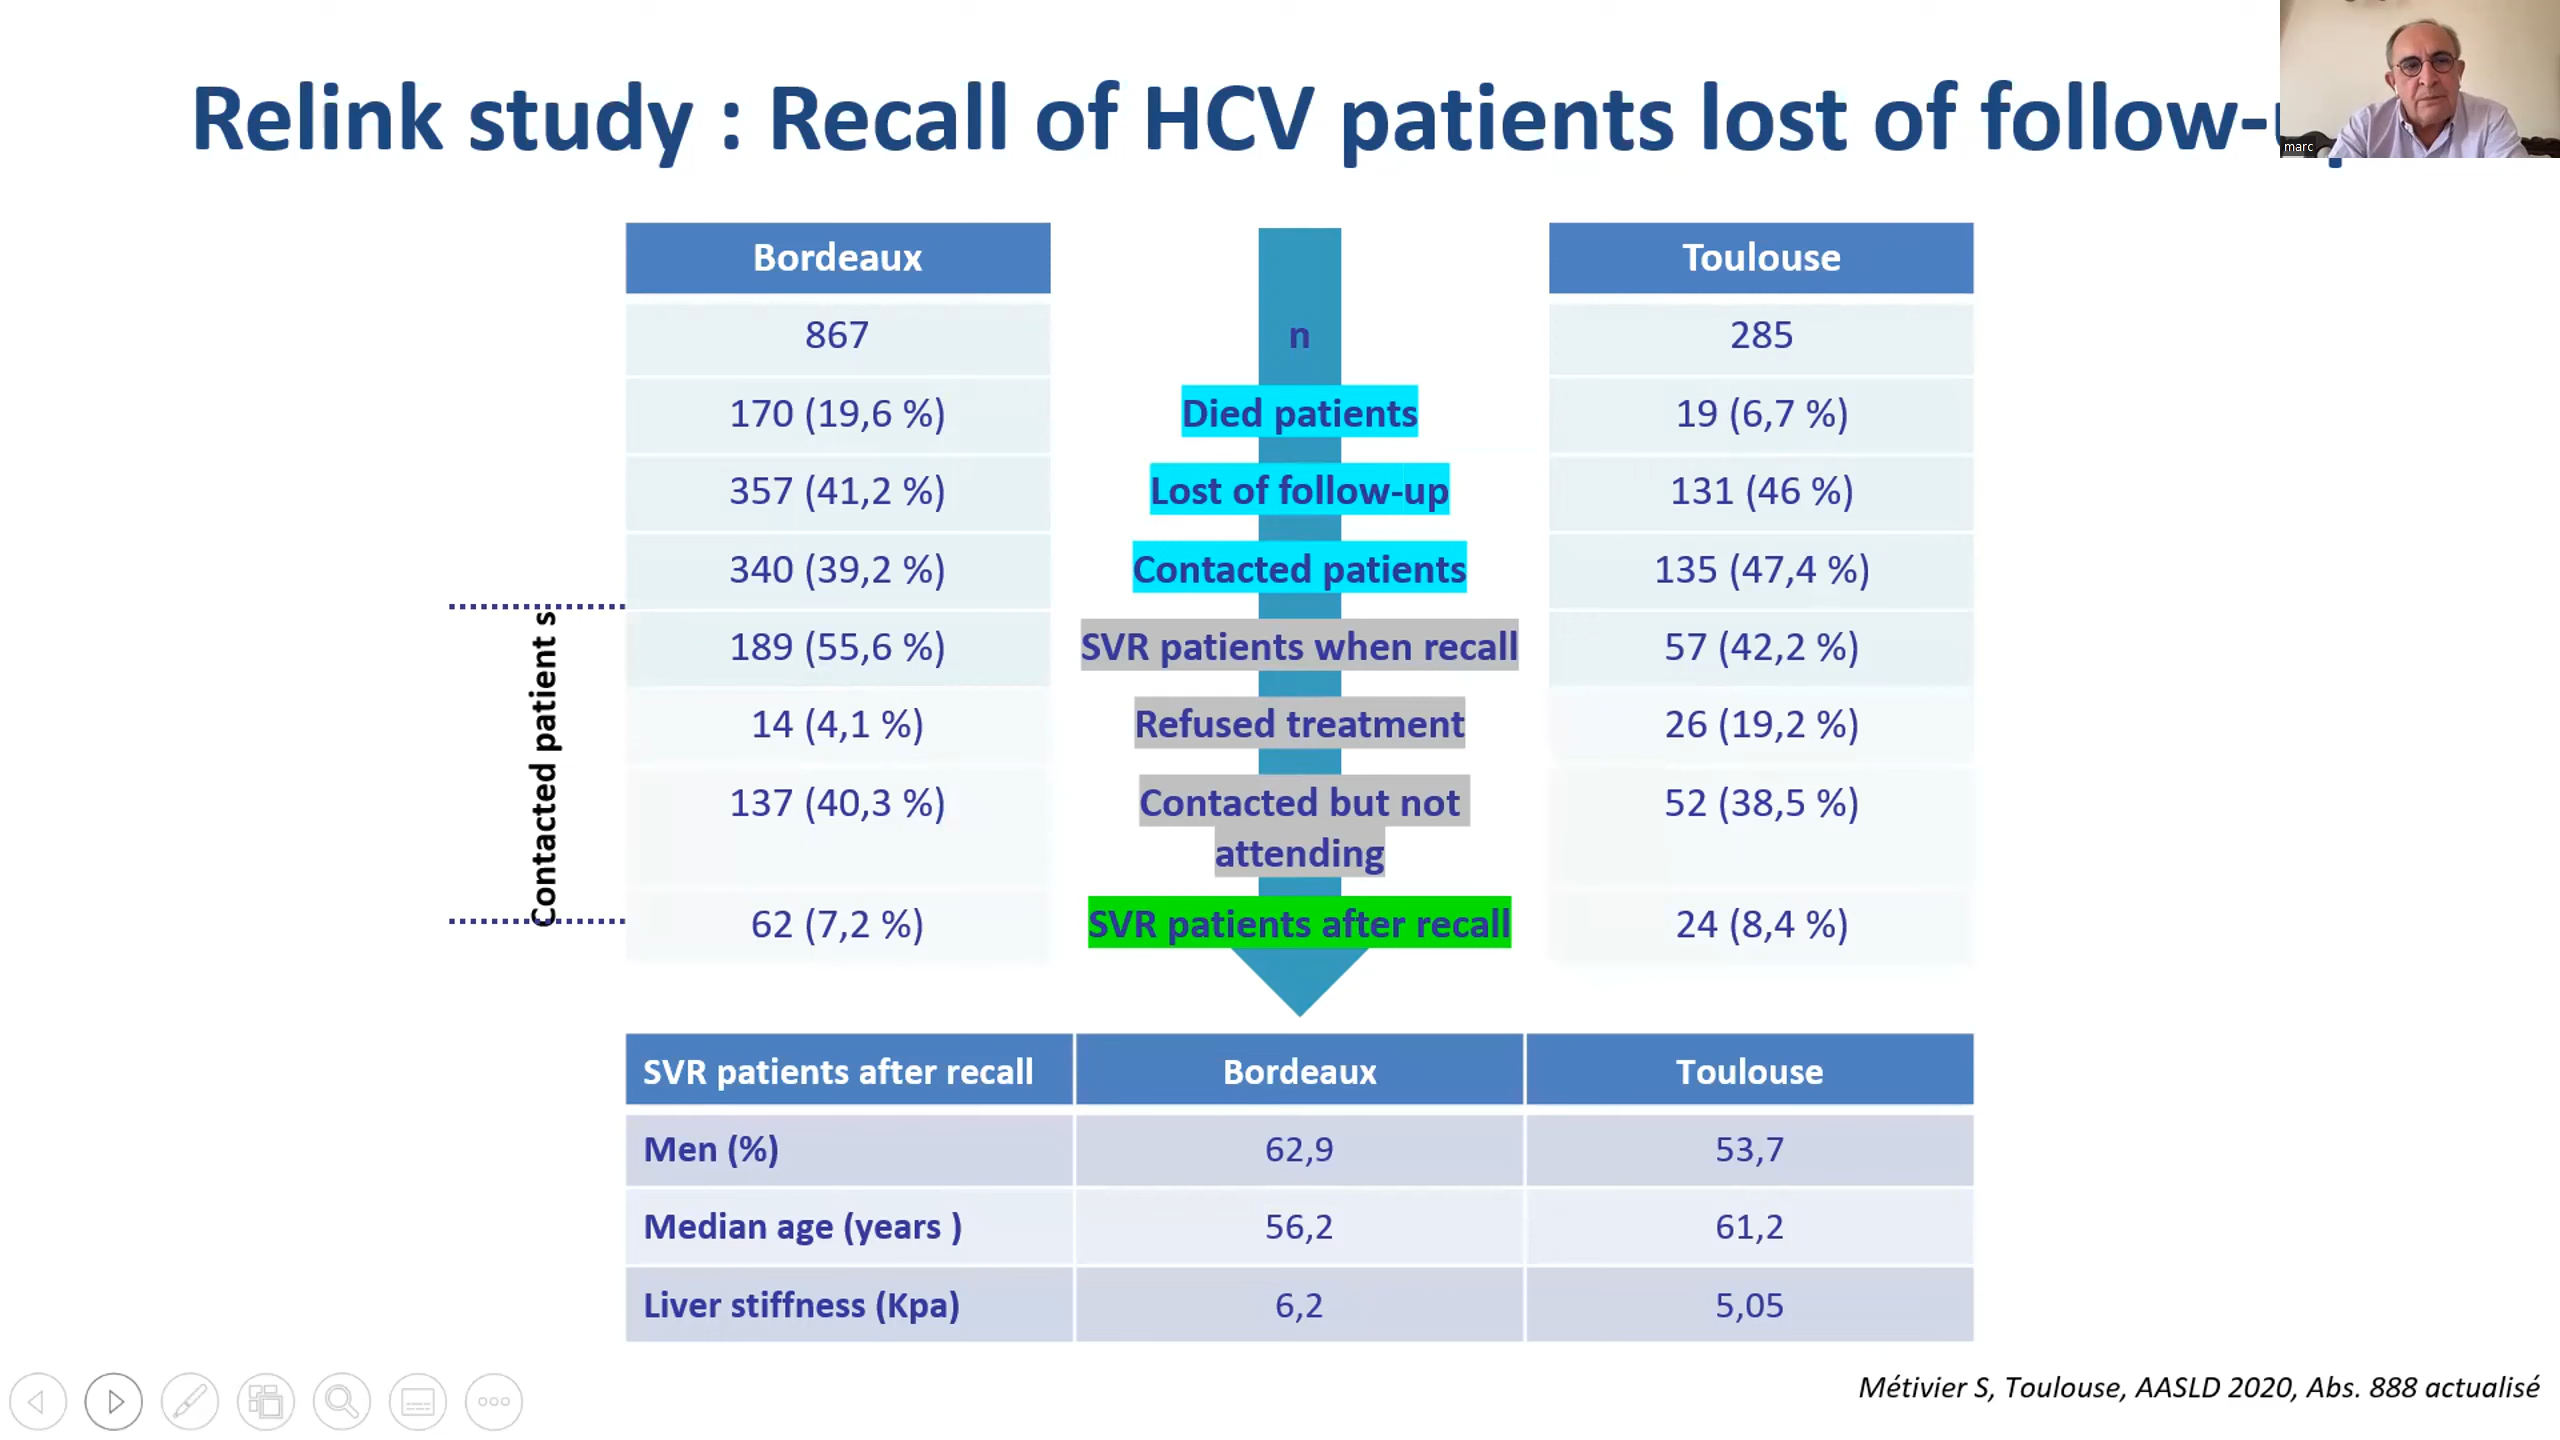 Relink study : Recall of HCV patients lost of follow-
marc
Bordeaux
Toulouse
867
n
285
170 (19,6 %)
Died patients
19 (6,7 %)
357 (41,2 %)
Lost of follow-up
131 (46 %)
340 (39,2 %)
Contacted patients
135 (47,4 %)
Contacted patient s
189 (55,6 %)
SVR patients when recall
57 (42,2 %)
14 (4,1 %)
Refused treatment
26 (19,2 %)
137 (40,3 %)
Contacted but not
attending
52 (38,5 %)
62 (7,2 %)
SVR patients after recall
24 (8,4 %)
SVR patients after recall
Bordeaux
Toulouse
Men (%)
62,9
53,7
Median age (years )
56,2
61,2
Liver stiffness (Kpa)
6,2
5,05
Métivier S, Toulouse, AASLD 2020, Abs. 888 actualisé